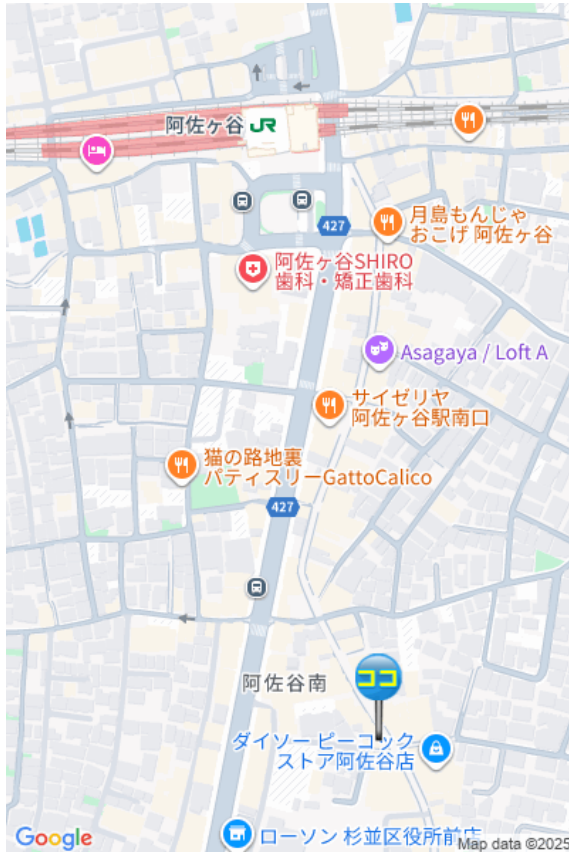 阿佐ケ谷 JR
427
月島もんじゃ
おこげ 阿佐ヶ谷
阿佐ヶ谷SHIRO
歯科・矯正歯科
Asagaya / Loft A
サイゼリヤ
阿佐ヶ谷駅南口
猫の路地裏
パティスリーGattoCalico
427
阿佐谷南
ココ
ダイソー ピーコック
ストア阿佐谷店
ローソン 杉並区役所前店
Google
Map data ©2025